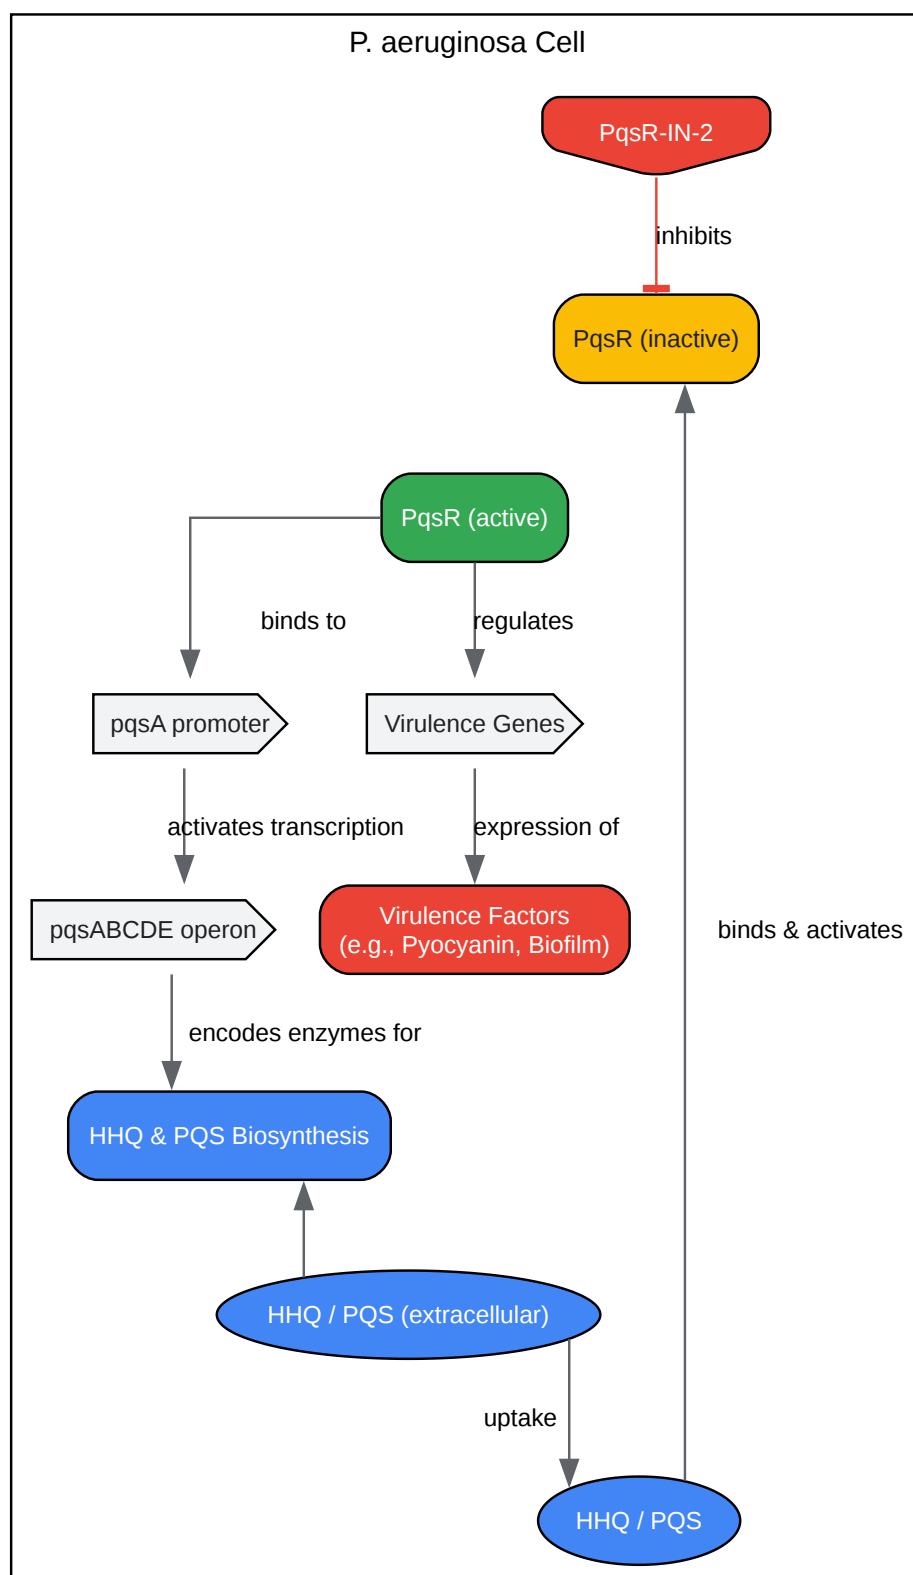 P. aeruginosa Cell
PqsR-IN-2
inhibits
PqsR (inactive)
PqsR (active)
binds to
regulates
pqsA promoter
Virulence Genes
activates transcription
expression of
pqsABCDE operon
Virulence Factors
(e.g., Pyocyanin, Biofilm)
binds & activates
encodes enzymes for
HHQ & PQS Biosynthesis
HHQ / PQS (extracellular)
uptake
HHQ / PQS